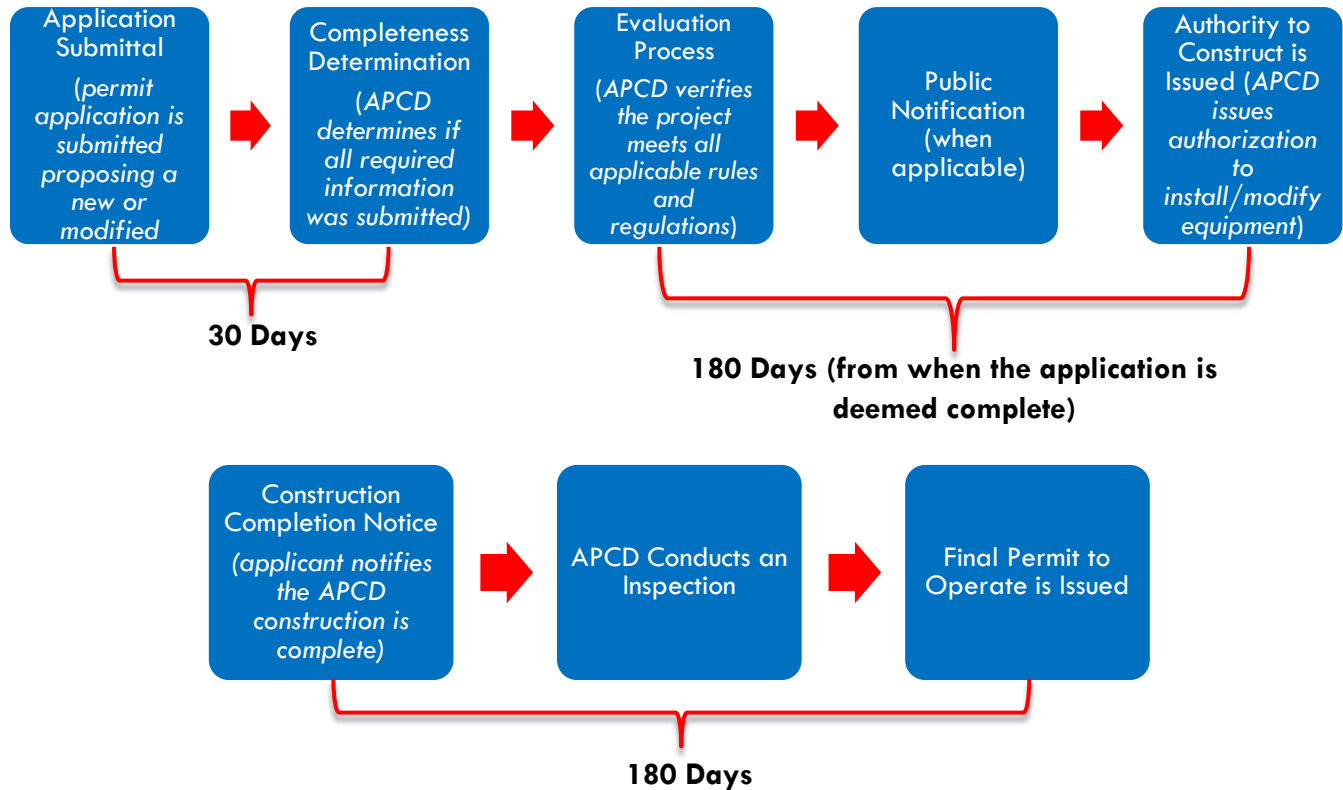 Application
Submittal
(permit
application is
submitted
proposing a
new or
modified
Completeness
Determination
(APCD
determines if
all required
information
was submitted)
Evaluation
Process
(APCD verifies
the project
meets all
applicable rules
and
regulations)
Public
Notification
(when
applicable)
Authority to
Construct is
Issued (APCD
issues
authorization
to
install/modify
equipment)
30 Days
180 Days (from when the application is
deemed complete)
Construction
Completion Notice
(applicant notifies
the APCD
construction is
complete)
APCD Conducts an
Inspection
Final Permit to
Operate is Issued
180 Days